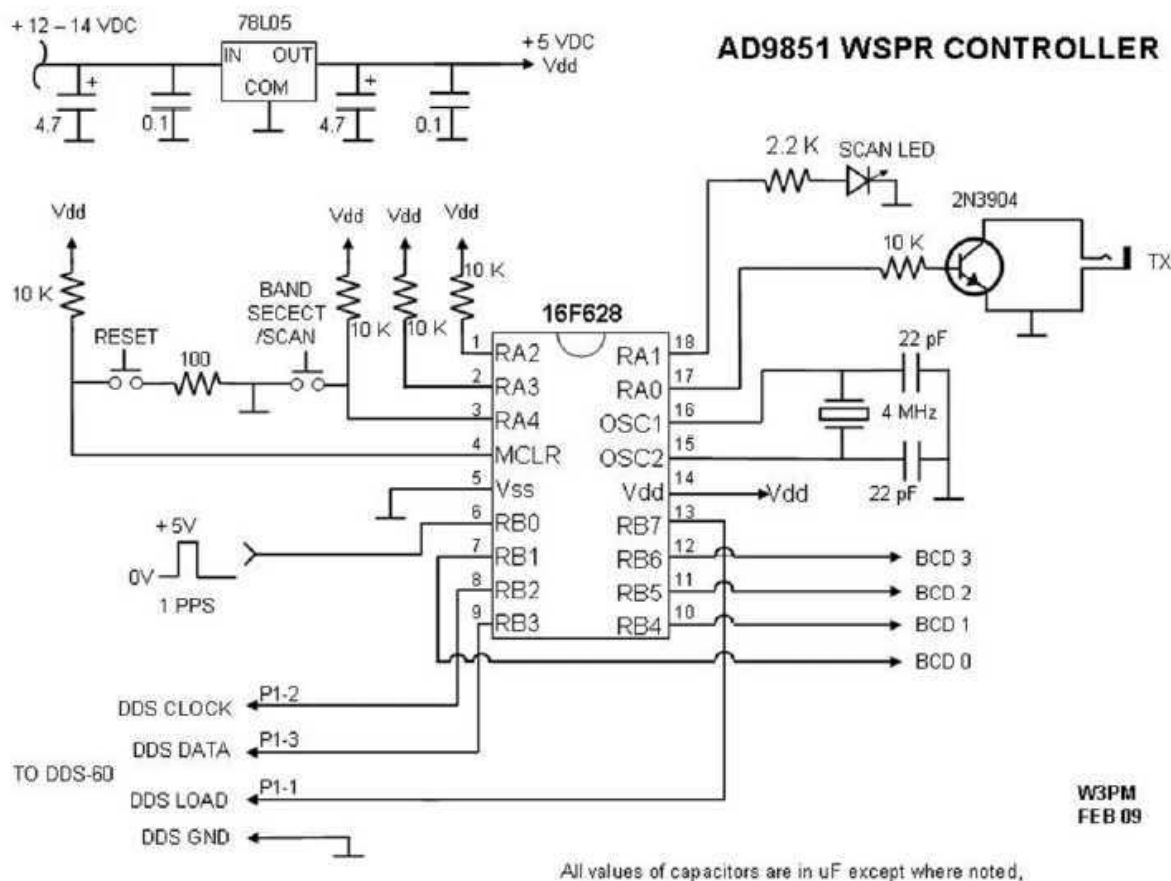 + 12 – 14 VDC
78L05
IN OUT
COM
+5 VDC
Vdd
AD9851 WSPR CONTROLLER
4.7
0.1
4.7
0.1
2.2 K
SCAN LED
2N3904
10 K
TX
Vdd
Vdd
Vdd
Vdd
10 K
10 K
10 K
10 K
BAND
SECECT
/SCAN
RESET
100
16F628
1 RA2
2 RA3
3 RA4
4 MCLR
5 Vss
6 RB0
7 RB1
8 RB2
9 RB3
RA1 18
RA0 17
OSC1 16
OSC2 15
Vdd 14
RB7 13
RB6 12
RB5 11
RB4 10
22 pF
4 MHz
22 pF
Vdd
BCD 3
BCD 2
BCD 1
BCD 0
+5V
0V
1 PPS
DDS CLOCK P1-2
DDS DATA P1-3
TO DDS-60
DDS LOAD P1-1
DDS GND
W3PM
FEB 09
All values of capacitors are in uF except where noted,